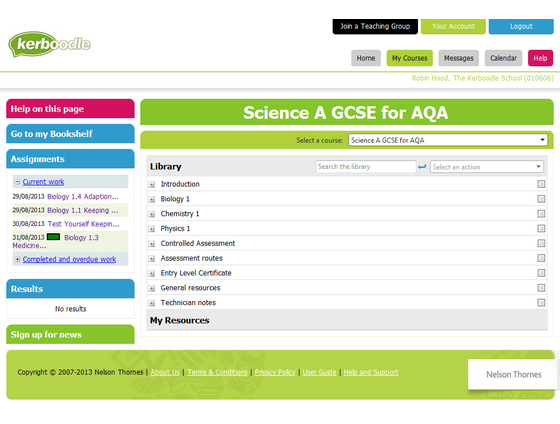 Join a Teaching Group
Your Account
Logout
kerboodle
Home
My Courses
Messages
Calendar
Help
Robin Hood, The Kerboodle School (010606)
Help on this page
Science A GCSE for AQA
Go to my Bookshelf
Select a course: Science A GCSE for AQA
Assignments
Current work
29/08/2013 Biology 1.4 Adaption...
29/08/2013 Biology 1.1 Keeping ...
30/08/2013 Test Yourself Keepin...
31/08/2013 Biology 1.3
Medicine...
Completed and overdue work
Results
No results
Sign up for news
Library
Search the library
Select an action
Introduction
Biology 1
Chemistry 1
Physics 1
Controlled Assessment
Assessment routes
Entry Level Certificate
General resources
Technician notes
My Resources
Copyright © 2007-2013 Nelson Thornes | About Us | Terms & Conditions | Privacy Policy | User Guide | Help and Support
Nelson Thornes